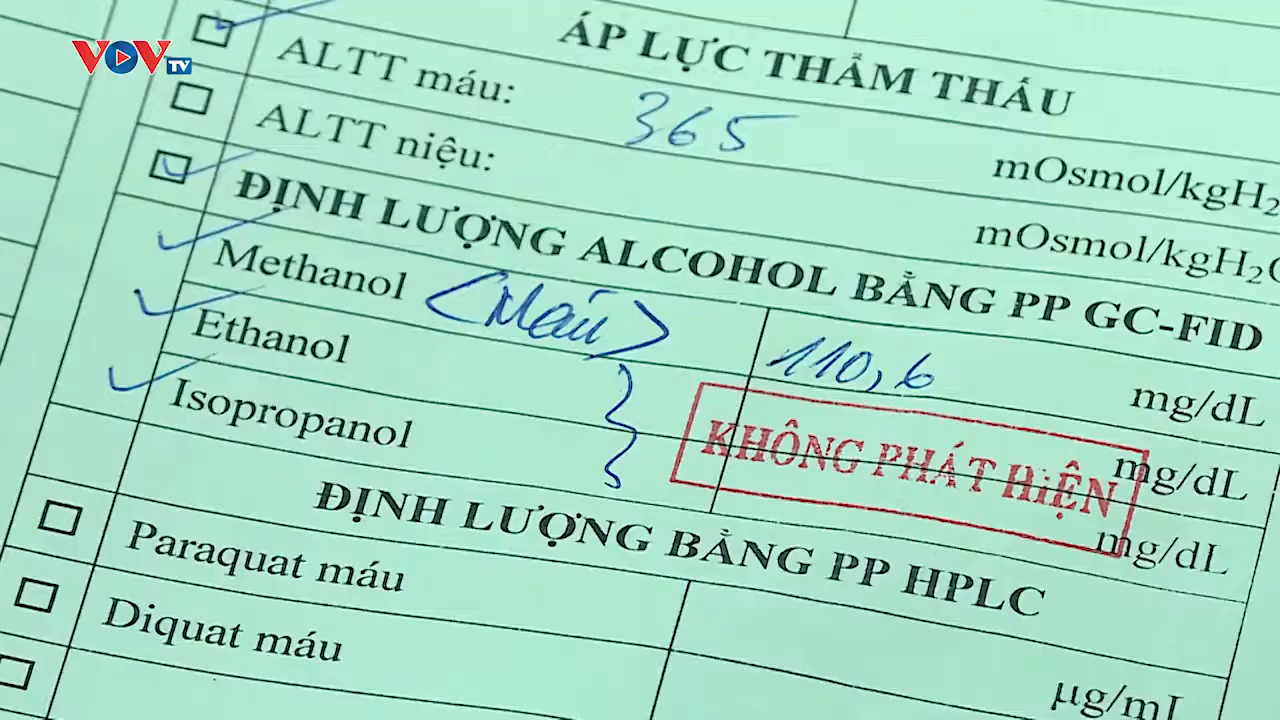 VOV TV
ÁP LỰC THẨM THẤU
ALTT máu: 365 mOsmol/kgH₂
ALTT niệu: mOsmol/kgH₂O
ĐỊNH LƯỢNG ALCOHOL BẰNG PP GC-FID
Methanol <Máu> 110,6 mg/dL
Ethanol mg/dL
KHÔNG PHÁT HIỆN
Isopropanol mg/dL
ĐỊNH LƯỢNG BẰNG PP HPLC
Paraquat máu µg/mL
Diquat máu